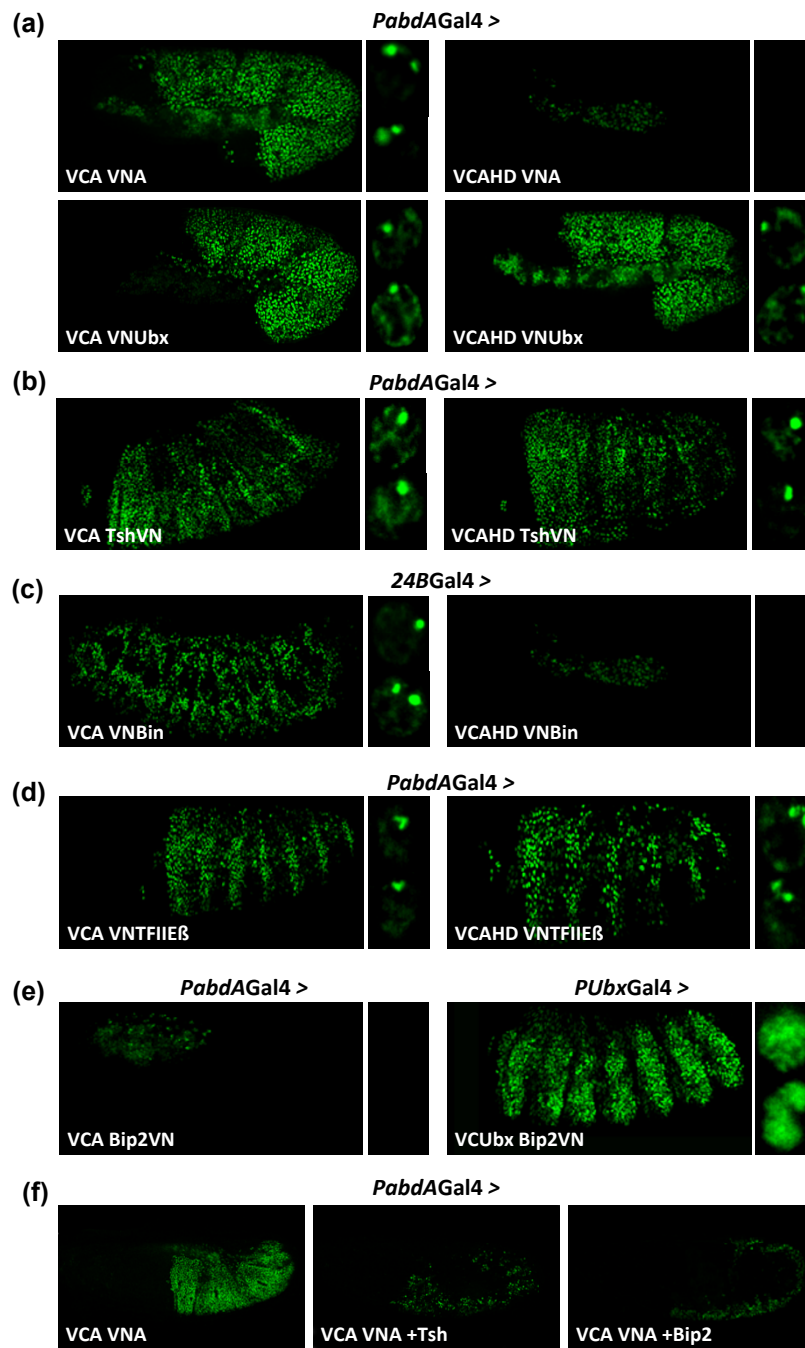 (a)
PabdAGal4 >
VCA VNA
VCAHD VNA
VCA VNUbx
VCAHD VNUbx
(b)
PabdAGal4 >
VCA TshVN
VCAHD TshVN
(c)
24BGal4 >
VCA VNBin
VCAHD VNBin
(d)
PabdAGal4 >
VCA VNTFIIEß
VCAHD VNTFIIEß
(e)
PabdAGal4 >
PUbxGal4 >
VCA Bip2VN
VCUbx Bip2VN
(f)
PabdAGal4 >
VCA VNA
VCA VNA +Tsh
VCA VNA +Bip2